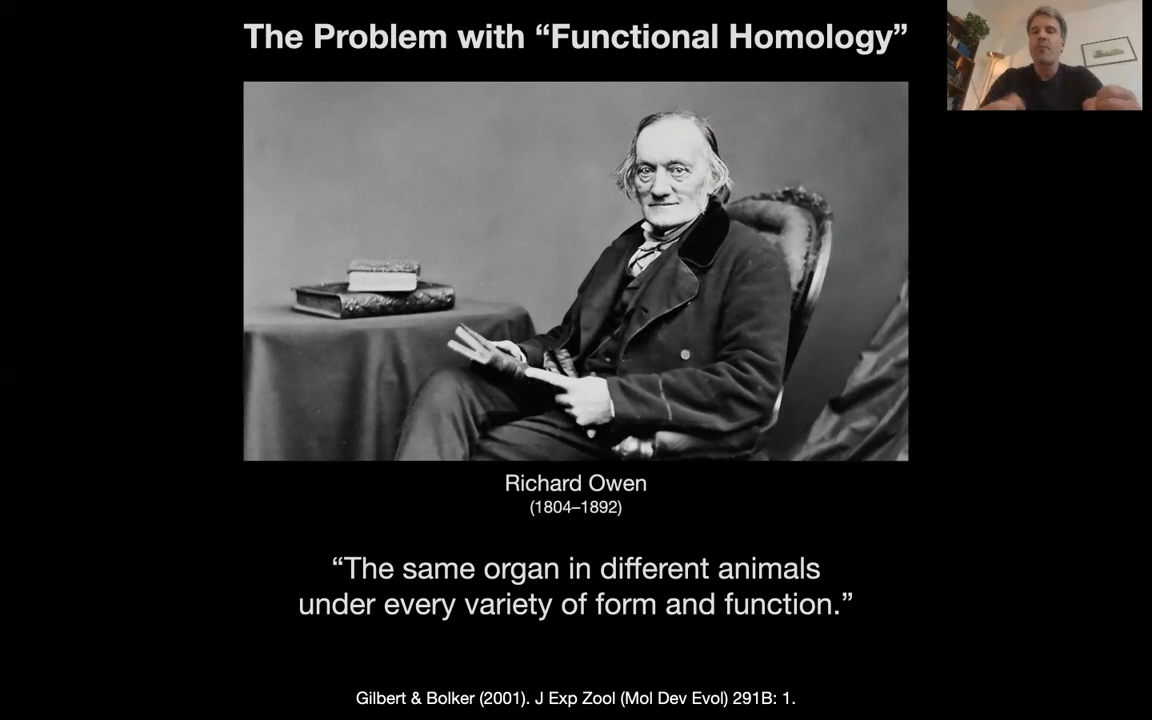 The Problem with “Functional Homology”
Richard Owen
(1804–1892)
“The same organ in different animals
under every variety of form and function.”
Gilbert & Bolker (2001). J Exp Zool (Mol Dev Evol) 291B: 1.